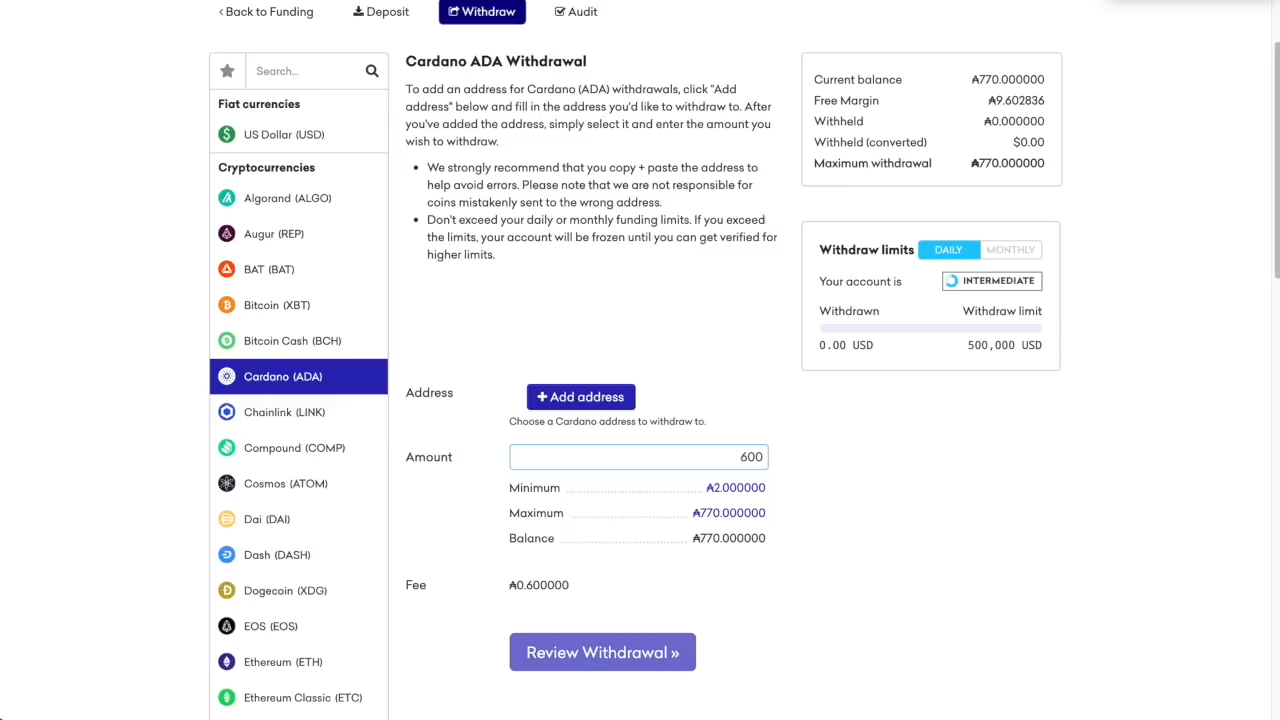 ‹ Back to Funding
Deposit
Withdraw
Audit
Search...
Fiat currencies
US Dollar (USD)
Cryptocurrencies
Algorand (ALGO)
Augur (REP)
BAT (BAT)
Bitcoin (XBT)
Bitcoin Cash (BCH)
Cardano (ADA)
Chainlink (LINK)
Compound (COMP)
Cosmos (ATOM)
Dai (DAI)
Dash (DASH)
Dogecoin (XDG)
EOS (EOS)
Ethereum (ETH)
Ethereum Classic (ETC)
Cardano ADA Withdrawal
To add an address for Cardano (ADA) withdrawals, click "Add
address" below and fill in the address you'd like to withdraw to. After
you've added the address, simply select it and enter the amount you
wish to withdraw.
• We strongly recommend that you copy + paste the address to
help avoid errors. Please note that we are not responsible for
coins mistakenly sent to the wrong address.
• Don't exceed your daily or monthly funding limits. If you exceed
the limits, your account will be frozen until you can get verified for
higher limits.
Address
+ Add address
Choose a Cardano address to withdraw to.
Amount
600
Minimum ₳2.000000
Maximum ₳770.000000
Balance ₳770.000000
Fee ₳0.600000
Review Withdrawal »
Current balance ₳770.000000
Free Margin ₳9.602836
Withheld ₳0.000000
Withheld (converted) $0.00
Maximum withdrawal ₳770.000000
Withdraw limits DAILY MONTHLY
Your account is INTERMEDIATE
Withdrawn Withdraw limit
0.00 USD 500,000 USD